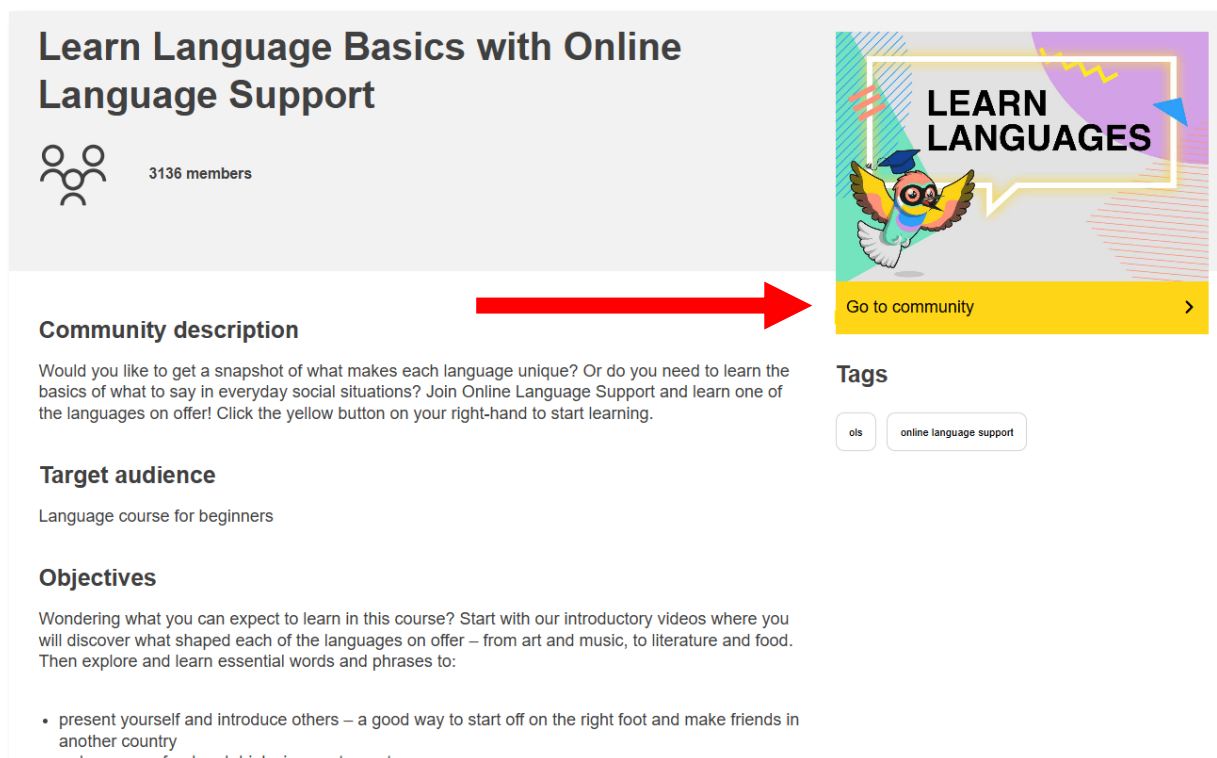 Learn Language Basics with Online
Language Support
3136 members
LEARN
LANGUAGES
Go to community
Community description
Would you like to get a snapshot of what makes each language unique? Or do you need to learn the
basics of what to say in everyday social situations? Join Online Language Support and learn one of
the languages on offer! Click the yellow button on your right-hand to start learning.
Tags
ols
online language support
Target audience
Language course for beginners
Objectives
Wondering what you can expect to learn in this course? Start with our introductory videos where you
will discover what shaped each of the languages on offer – from art and music, to literature and food.
Then explore and learn essential words and phrases to:
• present yourself and introduce others – a good way to start off on the right foot and make friends in
another country